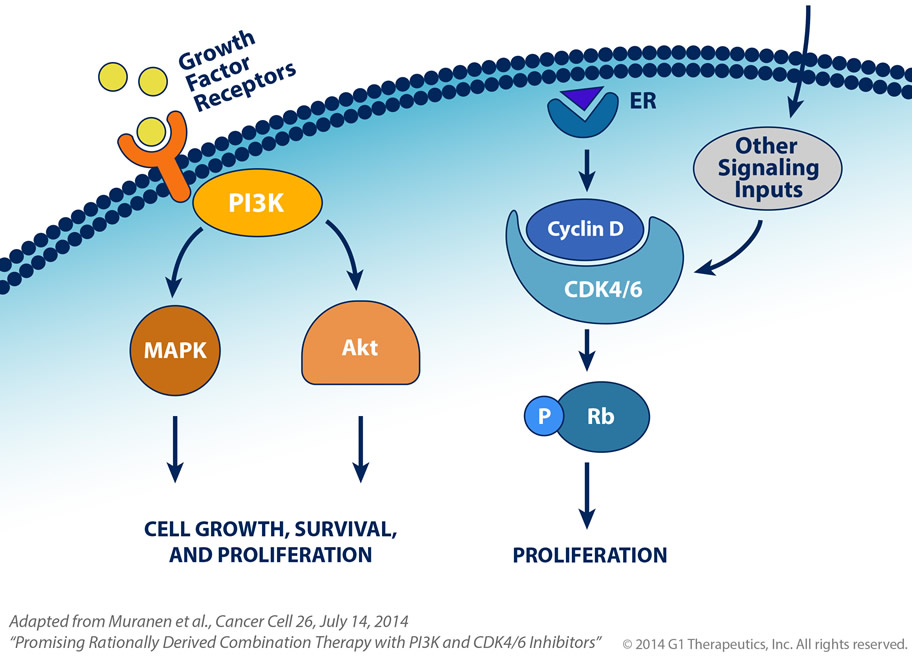 Growth
Factor
Receptors
ER
Other
Signaling
Inputs
PI3K
Cyclin D
CDK4/6
MAPK
Akt
P
Rb
CELL GROWTH, SURVIVAL,
AND PROLIFERATION
PROLIFERATION
Adapted from Muranen et al., Cancer Cell 26, July 14, 2014
“Promising Rationally Derived Combination Therapy with PI3K and CDK4/6 Inhibitors”
© 2014 G1 Therapeutics, Inc. All rights reserved.